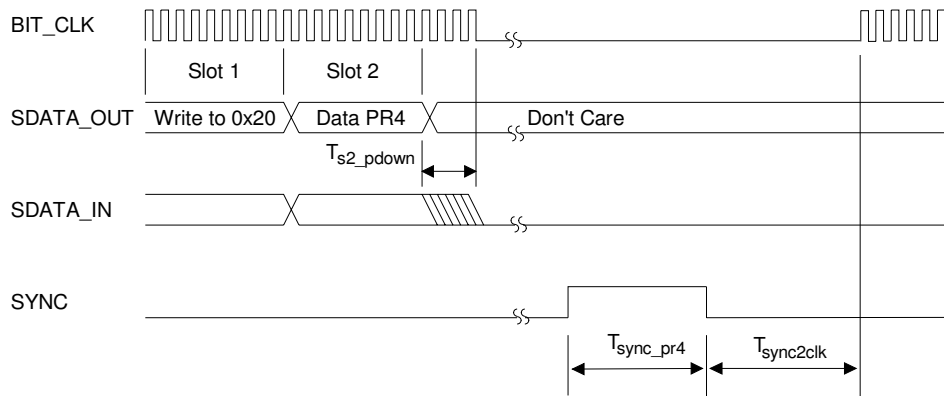 BIT_CLK
Slot 1 Slot 2
SDATA_OUT Write to 0x20 Data PR4 Don't Care
Ts2_pdown
SDATA_IN
SYNC
Tsync_pr4 Tsync2clk